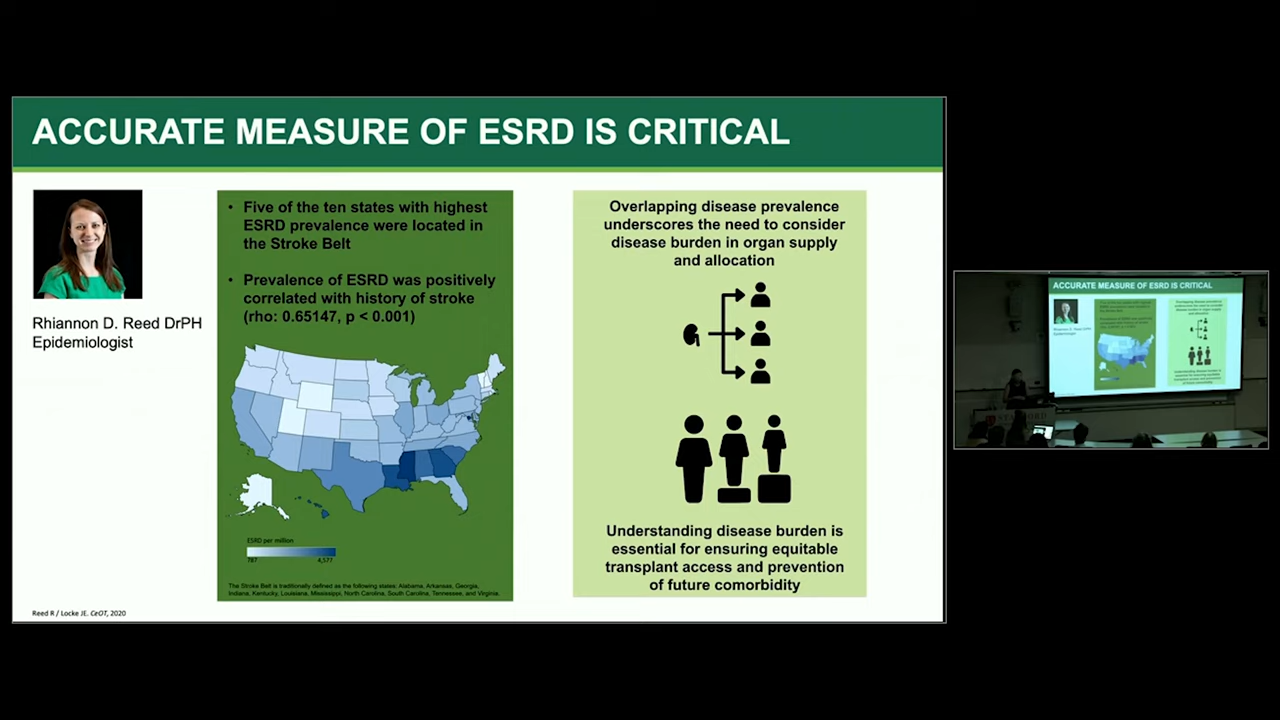 ACCURATE MEASURE OF ESRD IS CRITICAL
Rhiannon D. Reed DrPH
Epidemiologist
• Five of the ten states with highest
ESRD prevalence were located in
the Stroke Belt
• Prevalence of ESRD was positively
correlated with history of stroke
(rho: 0.65147, p < 0.001)
ESRD per million
787
4,577
The Stroke Belt is traditionally defined as the following states: Alabama, Arkansas, Georgia,
Indiana, Kentucky, Louisiana, Mississippi, North Carolina, South Carolina, Tennessee, and Virginia.
Overlapping disease prevalence
underscores the need to consider
disease burden in organ supply
and allocation
Understanding disease burden is
essential for ensuring equitable
transplant access and prevention
of future comorbidity
Reed R / Locke JE. CeOT, 2020
ACCURATE MEASURE OF ESRD IS CRITICAL